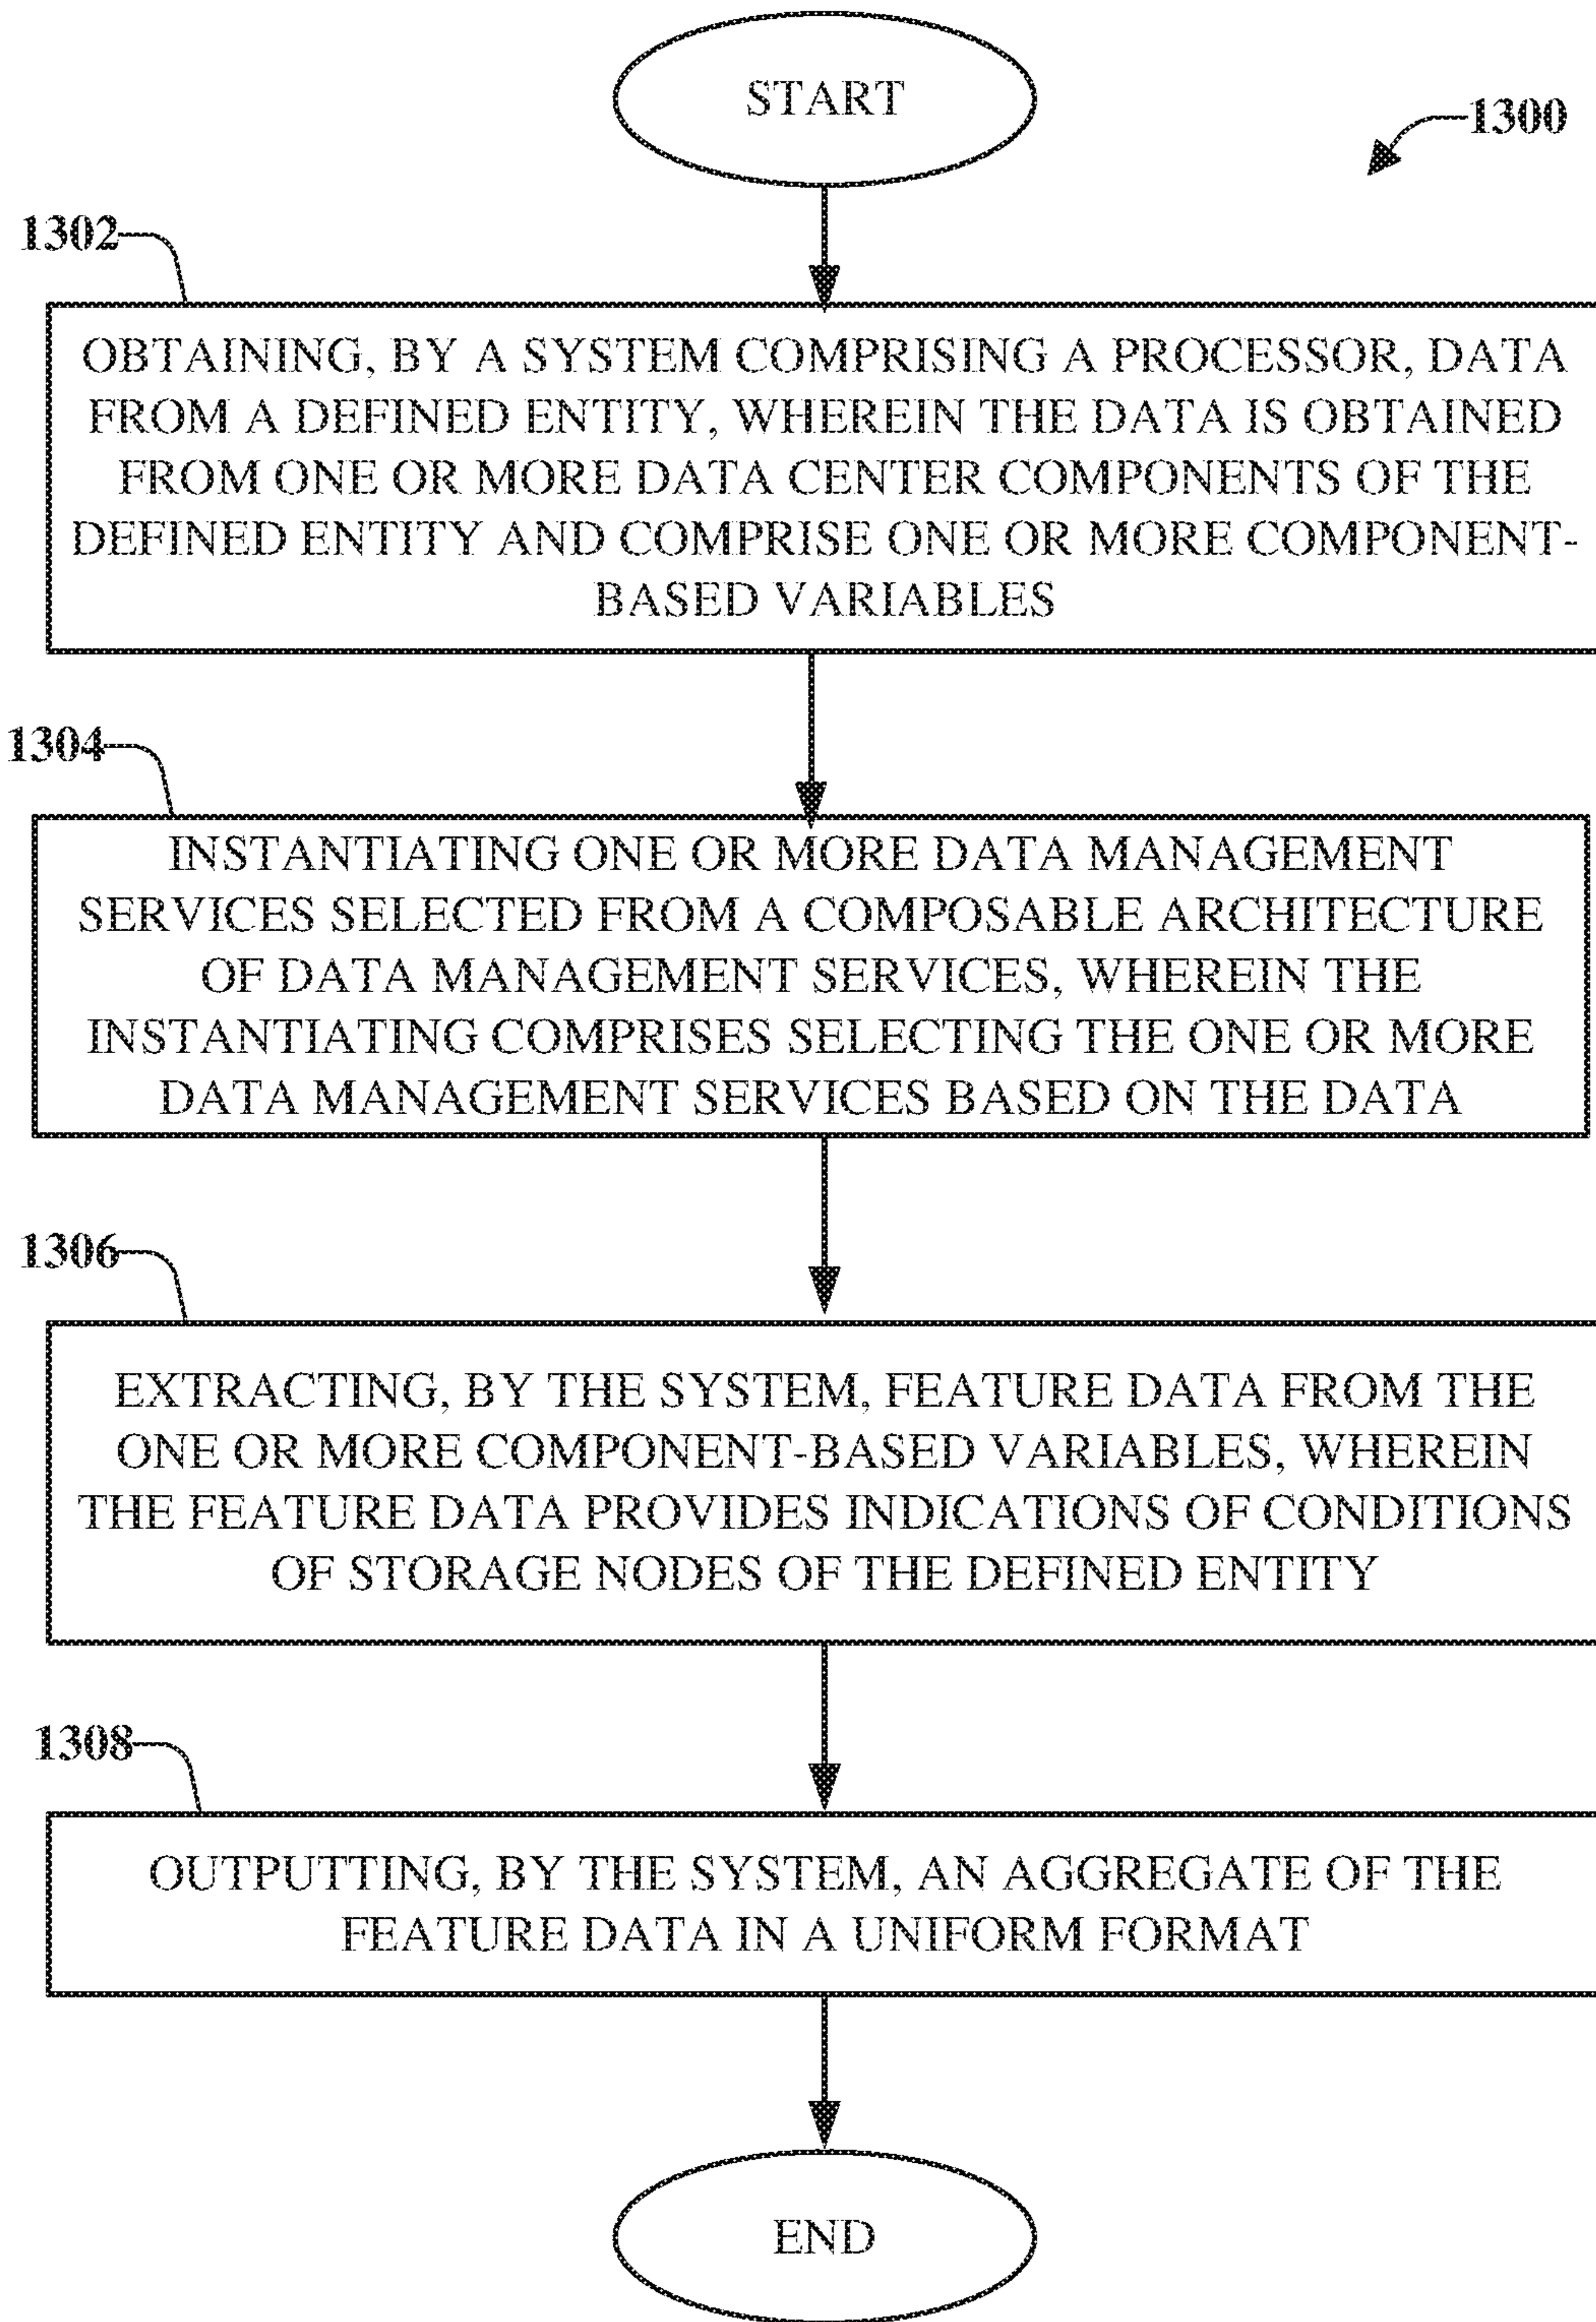 START
1300
1302
OBTAINING, BY A SYSTEM COMPRISING A PROCESSOR, DATA
FROM A DEFINED ENTITY, WHEREIN THE DATA IS OBTAINED
FROM ONE OR MORE DATA CENTER COMPONENTS OF THE
DEFINED ENTITY AND COMPRISE ONE OR MORE COMPONENT-
BASED VARIABLES
1304
INSTANTIATING ONE OR MORE DATA MANAGEMENT
SERVICES SELECTED FROM A COMPOSABLE ARCHITECTURE
OF DATA MANAGEMENT SERVICES, WHEREIN THE
INSTANTIATING COMPRISES SELECTING THE ONE OR MORE
DATA MANAGEMENT SERVICES BASED ON THE DATA
1306
EXTRACTING, BY THE SYSTEM, FEATURE DATA FROM THE
ONE OR MORE COMPONENT-BASED VARIABLES, WHEREIN
THE FEATURE DATA PROVIDES INDICATIONS OF CONDITIONS
OF STORAGE NODES OF THE DEFINED ENTITY
1308
OUTPUTTING, BY THE SYSTEM, AN AGGREGATE OF THE
FEATURE DATA IN A UNIFORM FORMAT
END